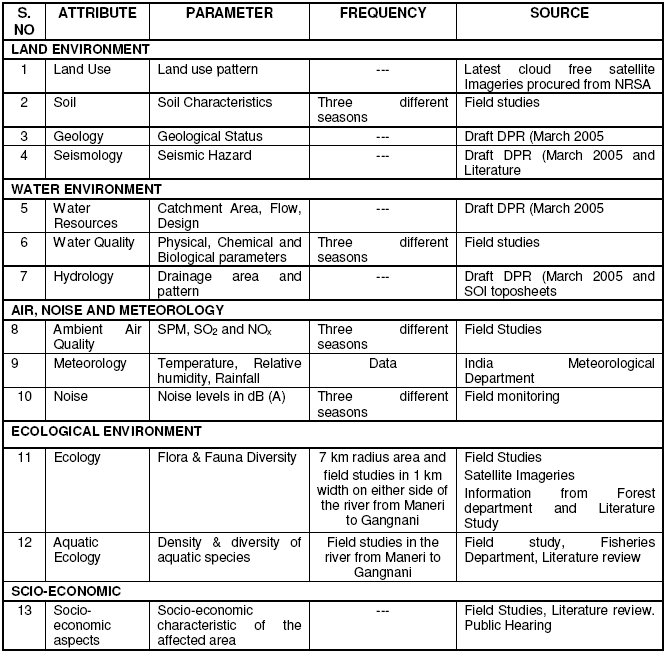 S. NO ATTRIBUTE PARAMETER FREQUENCY SOURCE
LAND ENVIRONMENT
1 Land Use Land use pattern --- Latest cloud free satellite
Imageries procured from NRSA
2 Soil Soil Characteristics Three different Field studies
seasons
3 Geology Geological Status --- Draft DPR (March 2005
4 Seismology Seismic Hazard --- Draft DPR (March 2005 and
Literature
WATER ENVIRONMENT
5 Water Catchment Area, Flow, --- Draft DPR (March 2005
Resources Design
6 Water Quality Physical, Chemical and Three different Field studies
Biological parameters seasons
7 Hydrology Drainage area and --- Draft DPR (March 2005 and
pattern SOI toposheets
AIR, NOISE AND METEOROLOGY
8 Ambient Air SPM, SO₂ and NOₓ Three different Field Studies
Quality seasons
9 Meteorology Temperature, Relative Data India Meteorological
humidity, Rainfall Department
10 Noise Noise levels in dB (A) Three different Field monitoring
seasons
ECOLOGICAL ENVIRONMENT
11 Ecology Flora & Fauna Diversity 7 km radius area and Field Studies
field studies in 1 km Satellite Imageries
width on either side of Information from Forest
the river from Maneri department and Literature
to Gangnani Study
12 Aquatic Density & diversity of Field studies in the Field study, Fisheries
Ecology aquatic species river from Maneri to Department, Literature review
Gangnani
SCIO-ECONOMIC
13 Socio- Socio-economic --- Field Studies, Literature review.
economic characteristic of the Public Hearing
aspects affected area